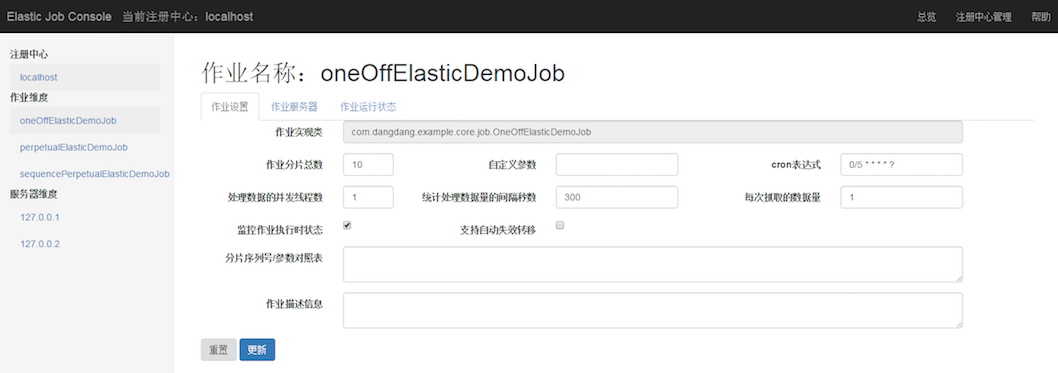 Elastic Job Console 当前注册中心：localhost 总览 注册中心管理 帮助
注册中心
localhost
作业维度
oneOffElasticDemoJob
perpetualElasticDemoJob
sequencePerpetualElasticDemoJob
服务器维度
127.0.0.1
127.0.0.2
作业名称：oneOffElasticDemoJob
作业设置 作业服务器 作业运行状态
作业实现类 com.dangdang.example.core.job.OneOffElasticDemoJob
作业分片总数 10 自定义参数 cron表达式 0/5 * * * * ?
处理数据的并发线程数 1 统计处理数据量的间隔秒数 300 每次抓取的数据量 1
监控作业执行时状态 支持自动失效转移
分片序列号/参数对照表
作业描述信息
重置 更新